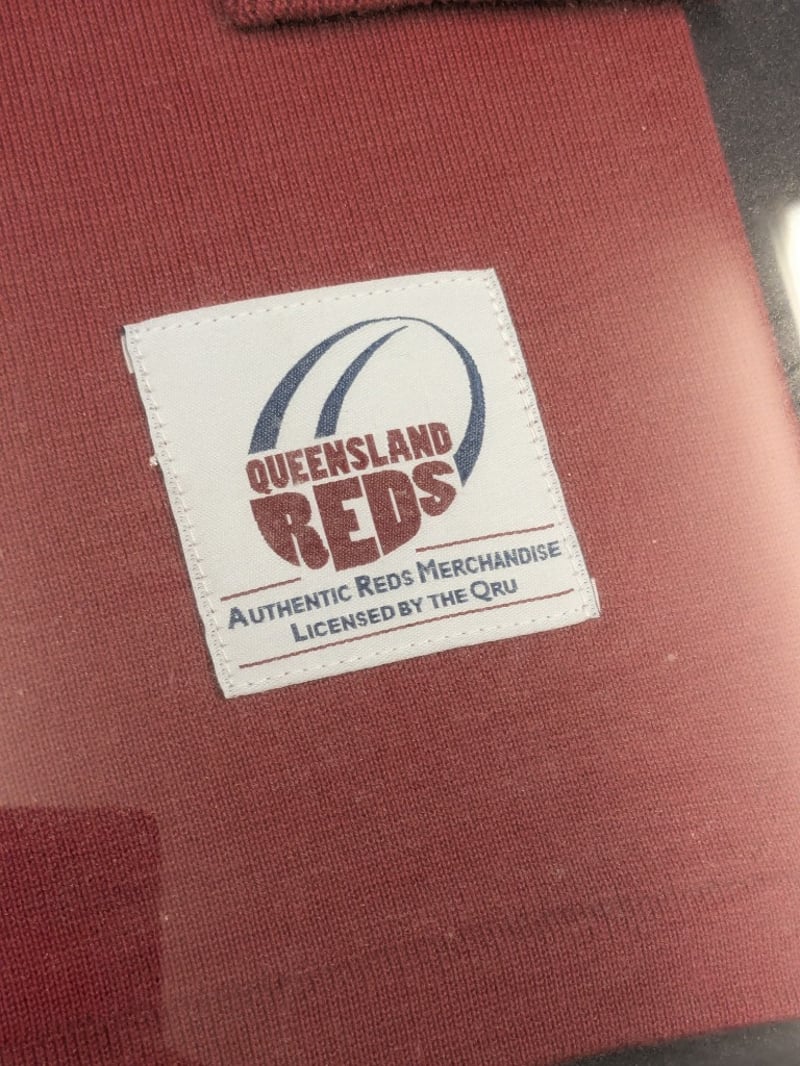 QUEENSLAND
REDS
AUTHENTIC REDS MERCHANDISE
LICENSED BY THE QRU